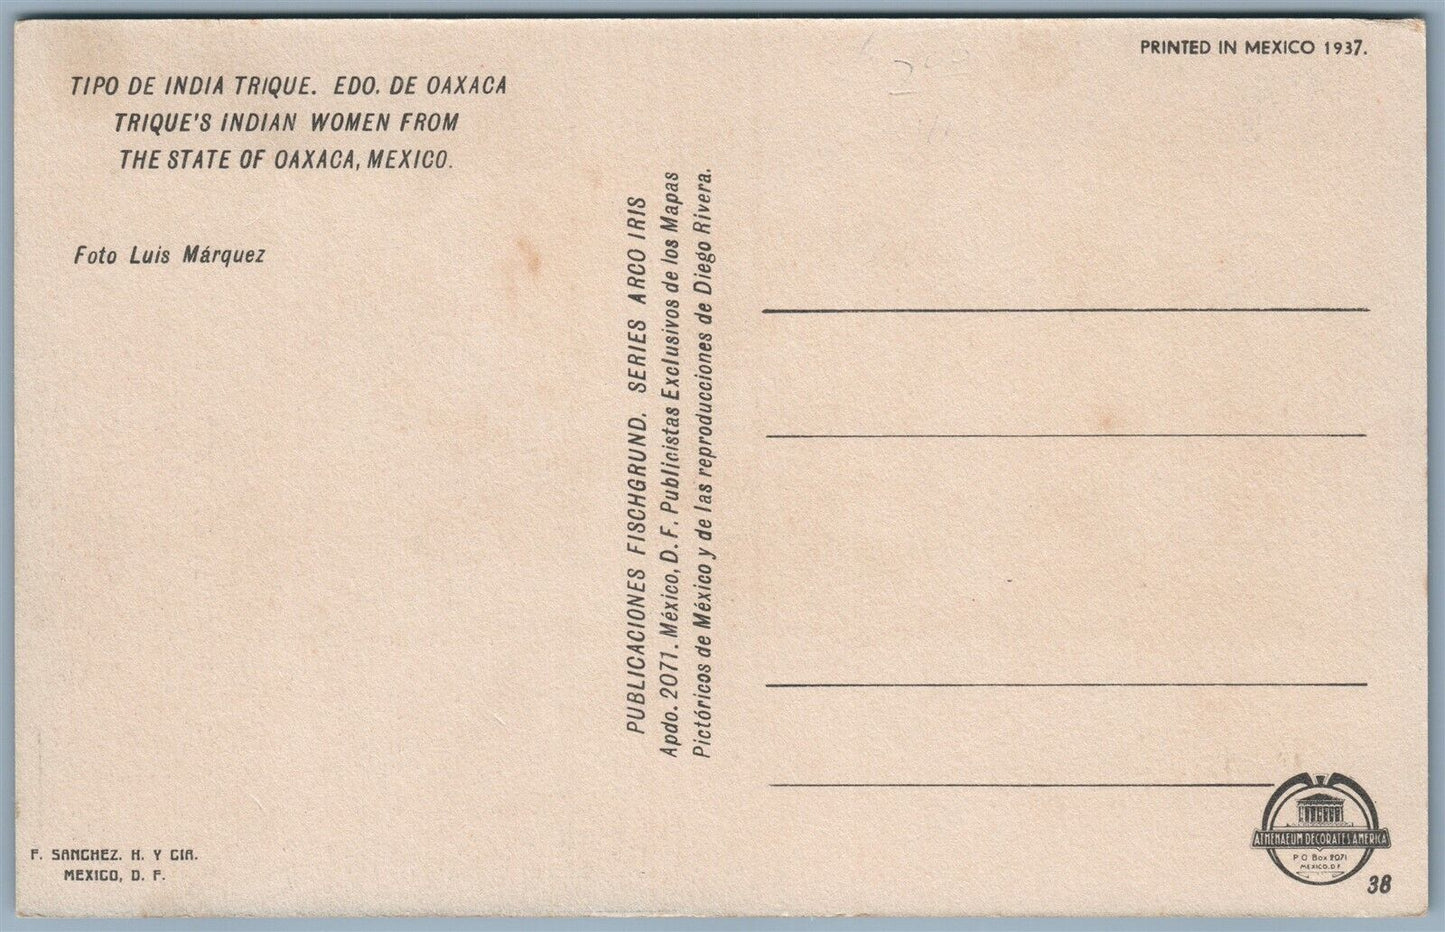 PRINTED IN MEXICO 1937.
TIPO DE INDIA TRIQUE. EDO. DE OAXACA
TRIQUE'S INDIAN WOMEN FROM
THE STATE OF OAXACA, MEXICO.
Foto Luis Márquez
PUBLICACIONES FISCHGRUND. SERIES ARCO IRIS
Apdo. 2071. México, D. F. Publicistas Exclusivos de los Mapas
Pictóricos de México y de las reproducciones de Diego Rivera.
F. SANCHEZ. H. Y CIA.
MEXICO, D. F.
ATHENAEUM DECORATES AMERICA
P O Box 2071
MEXICO. D F
38